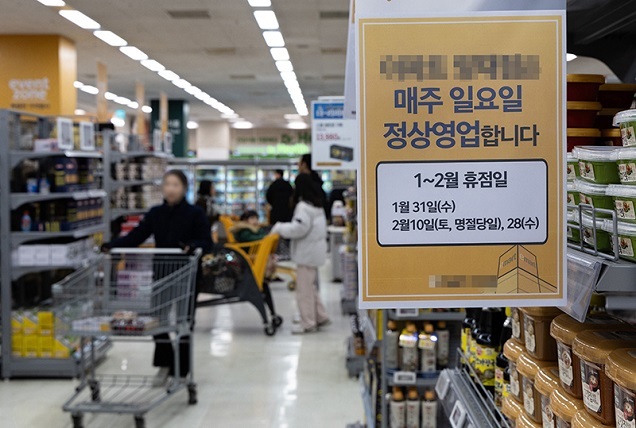 event
zone
매주 일요일
정상영업합니다
1~2월 휴점일
1월 31일(수)
2월10일(토, 명절당일), 28(수)